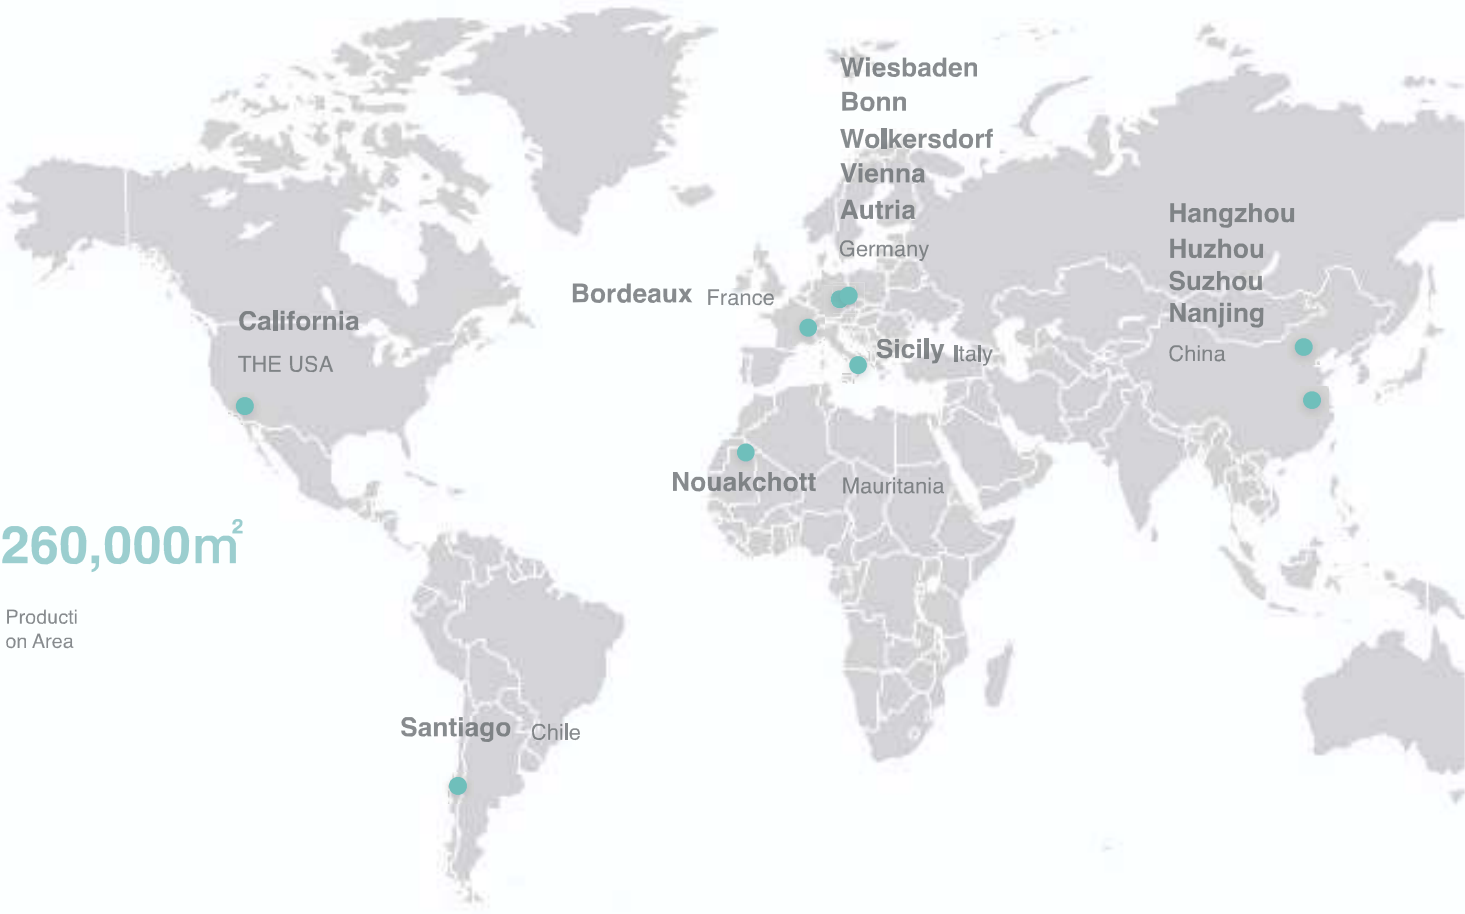 Wiesbaden
Bonn
Wolkersdorf
Vienna
Autria
Germany
Hangzhou
Huzhou
Suzhou
Nanjing
China
Bordeaux France
California
THE USA
Sicily Italy
Nouakchott Mauritania
260,000m²
Producti
on Area
Santiago Chile